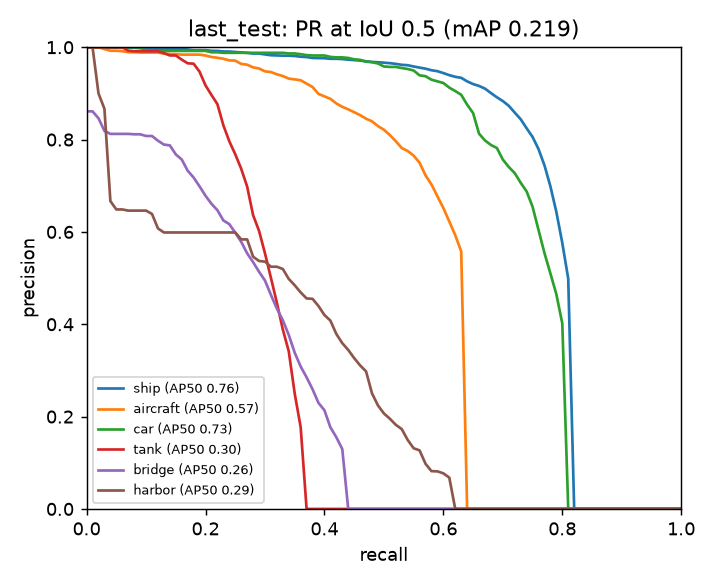 last_test: PR at IoU 0.5 (mAP 0.219)
1.0
0.8
0.6
0.4
0.2
0.0
precision
ship (AP50 0.76)
aircraft (AP50 0.57)
car (AP50 0.73)
tank (AP50 0.30)
bridge (AP50 0.26)
harbor (AP50 0.29)
0.0 0.2 0.4 0.6 0.8 1.0
recall